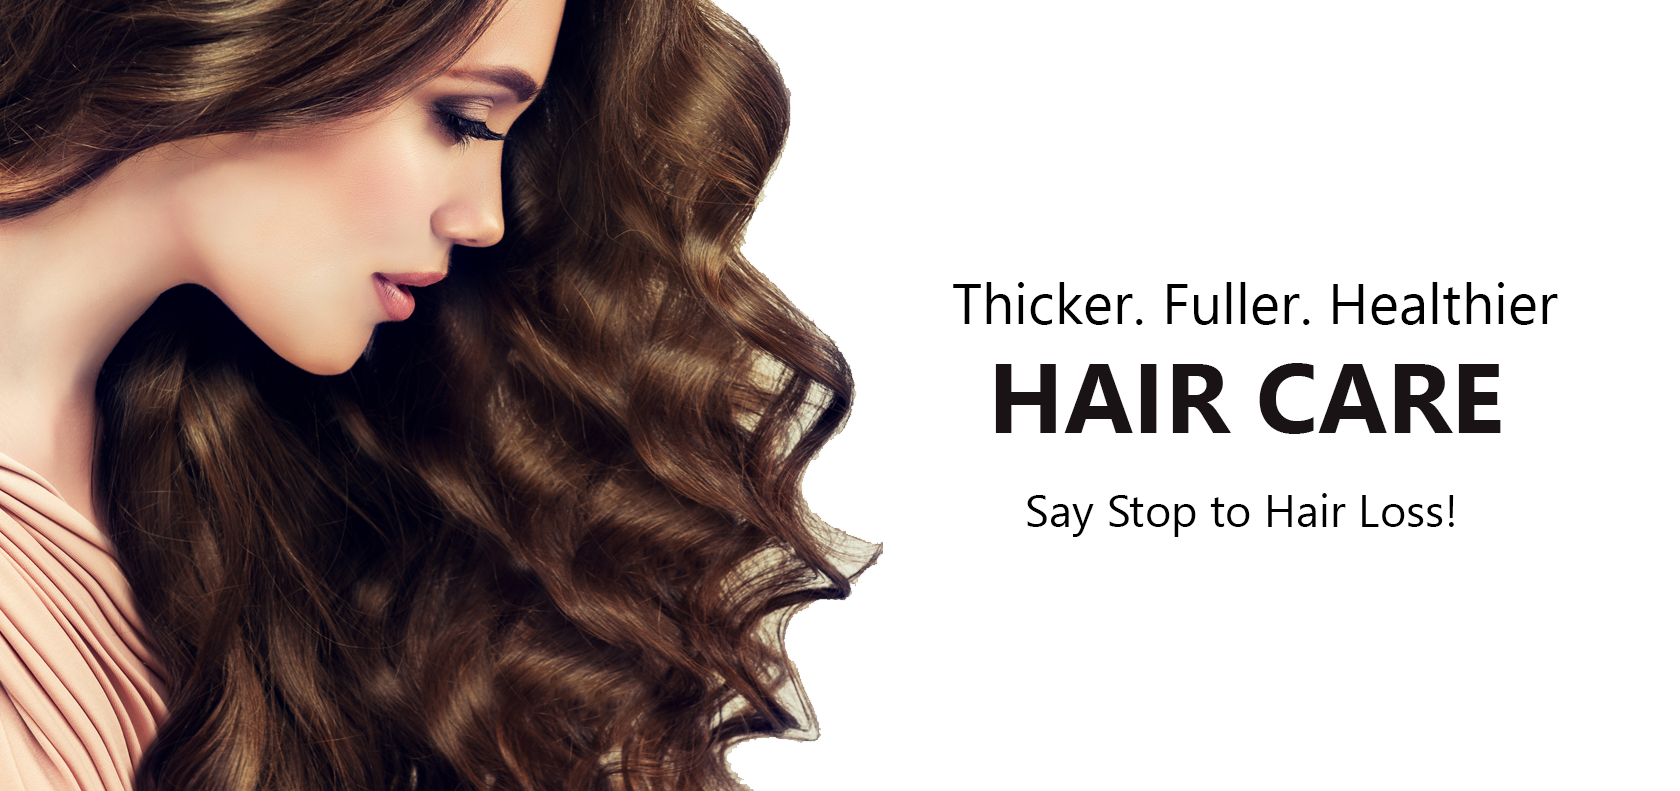 Thicker. Fuller. Healthier
HAIR CARE
Say Stop to Hair Loss!